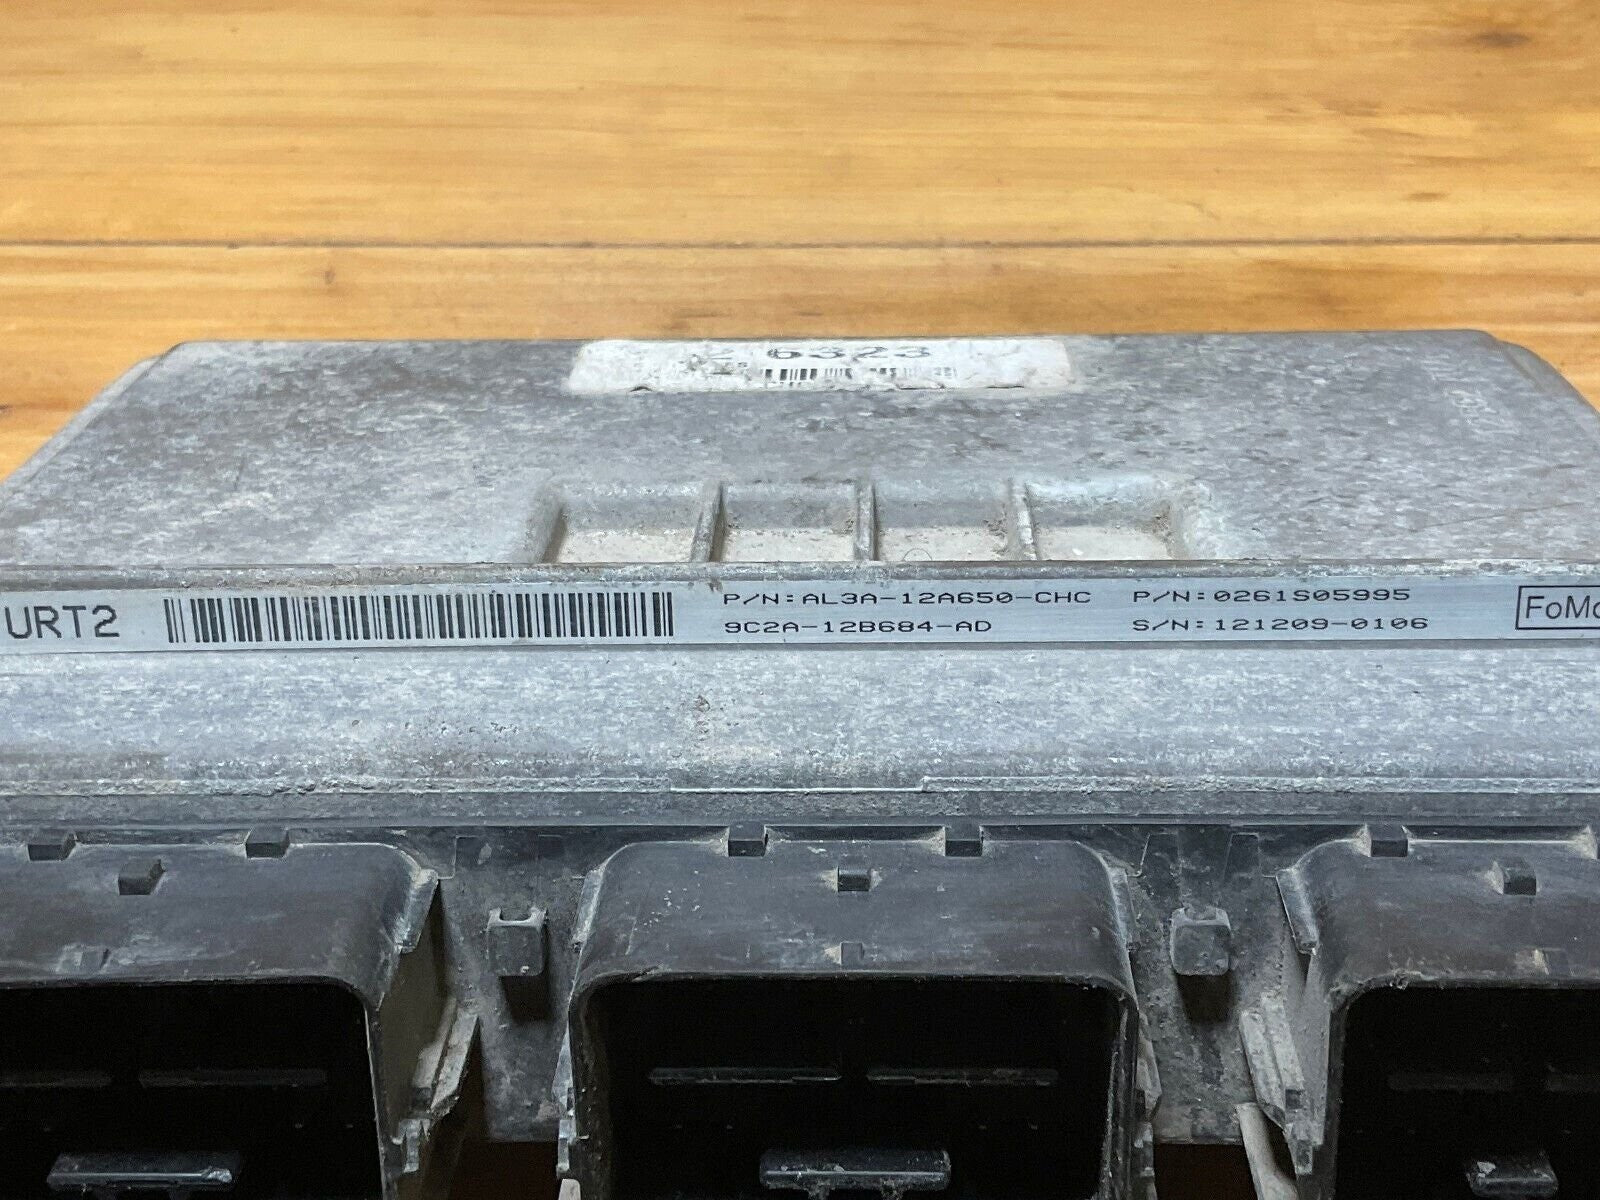 6323
URT2 P/N:AL3A-12A650-CHC P/N:0261S05995
9C2A-12B684-AD S/N:121209-0106